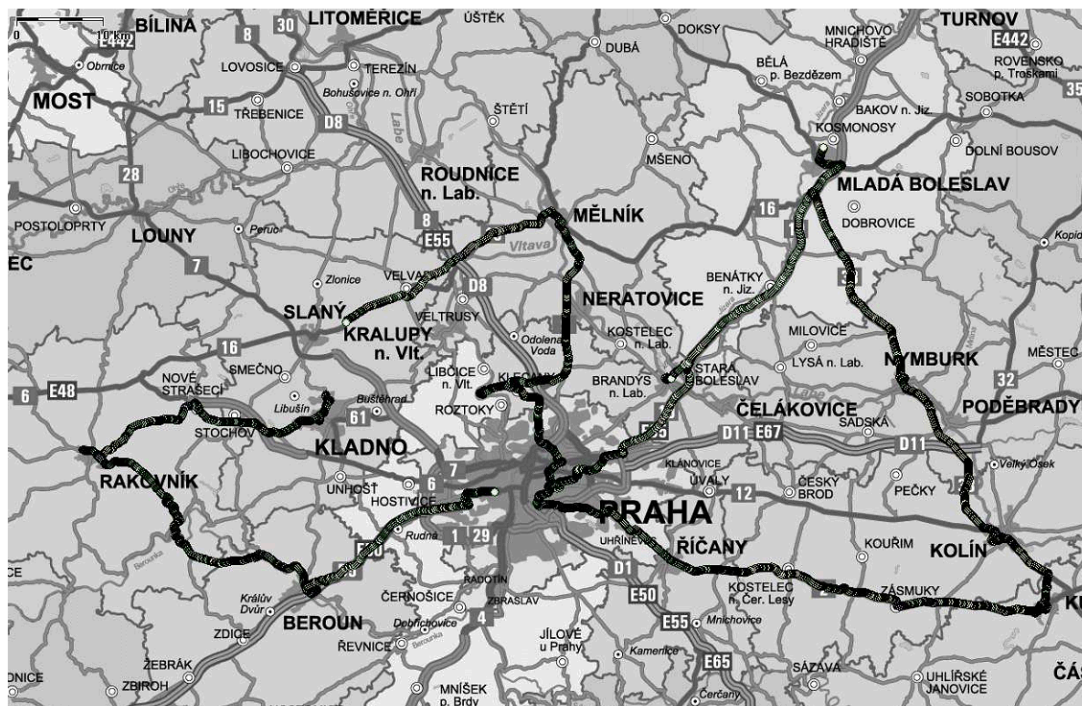 BÍLINA
8
30
LITOMĚŘICE
ÚŠTĚK
DOKSY
MNICHOVO
HRADIŠTĚ
TURNOV
0
10 km
E442
Obrnice
LOVOSICE
TEREZÍN
Bohušovice n. Ohří
DUBÁ
BĚLÁ
p. Bezdězem
E442
ROVENSKO
p. Troskami
35
MOST
15
TŘEBENICE
ŠTĚTÍ
BAKOV n. Jiz.
SOBOTKA
D8
Labe
KOSMONOSY
LIBOCHOVICE
MŠENO
DOLNÍ BOUSOV
28
ROUDNICE
n. Lab.
MLADÁ BOLESLAV
POSTOLOPRTY
LOUNY
Peruc
8
MĚLNÍK
16
DOBROVICE
E55
Vltava
7
Zlonice
VELVARY
D8
BENÁTKY
n. Jiz.
SLANÝ
VELTRUSY
NERATOVICE
KRALUPY
n. Vlt.
Odolena
Voda
KOSTELEC
n. Lab.
MILOVICE
16
LYSÁ n. Lab.
NYMBURK
MĚSTEC
SMEČNO
LIBČICE
n. Vlt.
KLECANY
STARÁ
BOLESLAV
32
6
E48
NOVÉ
STRAŠECÍ
Libušín
Buštěhrad
ROZTOKY
BRANDÝS
n. Lab.
ČELÁKOVICE
PODĚBRADY
61
STOCHOV
KLADNO
D11
E67
SADSKÁ
D11
7
KLÁNOVICE
Velký Osek
RAKOVNÍK
UNHOŠŤ
HOSTIVICE
6
ÚVALY
12
ČESKÝ
BROD
PEČKY
PRAHA
Rudná
1
29
UHŘÍNĚVES
ŘÍČANY
KOUŘIM
KOLÍN
Berounka
D1
RADOTÍN
ZBRASLAV
ČERNOŠICE
E50
KOSTELEC
n. Čer. Lesy
ZÁSMUKY
Králův
Dvůr
BEROUN
Dobřichovice
4
E55
Mnichovice
ZDICE
ŘEVNICE
JÍLOVÉ
u Prahy
Kamenice
ŽEBRÁK
E65
SÁZAVA
UHLÍŘSKÉ
JANOVICE
ZBIROH
MNÍŠEK
p. Brdy
Čerčany